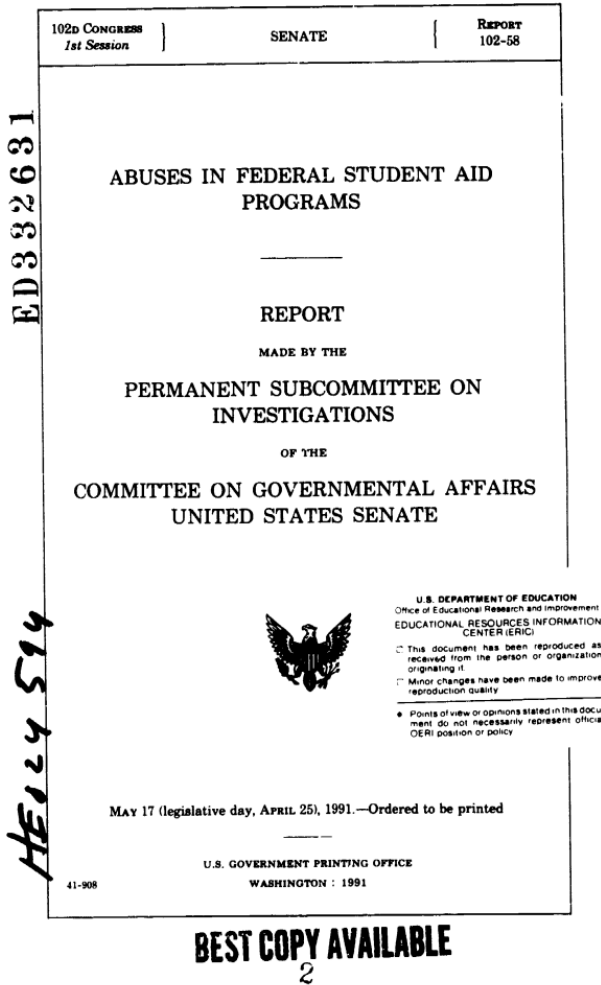 102D CONGRESS
1st Session
SENATE
REPORT
102-58
ED332631
ABUSES IN FEDERAL STUDENT AID
PROGRAMS
REPORT
MADE BY THE
PERMANENT SUBCOMMITTEE ON
INVESTIGATIONS
OF THE
COMMITTEE ON GOVERNMENTAL AFFAIRS
UNITED STATES SENATE
U.S. DEPARTMENT OF EDUCATION
Office of Educational Research and Improvement
EDUCATIONAL RESOURCES INFORMATION
CENTER (ERIC)
This document has been reproduced as
received from the person or organization
originating it
Minor changes have been made to improve
reproduction quality
• Points of view or opinions stated in this docu
ment do not necessarily represent officia
OERI position or policy
HE024594
MAY 17 (legislative day, APRIL 25), 1991.—Ordered to be printed
U.S. GOVERNMENT PRINTING OFFICE
41-908
WASHINGTON : 1991
BEST COPY AVAILABLE
2